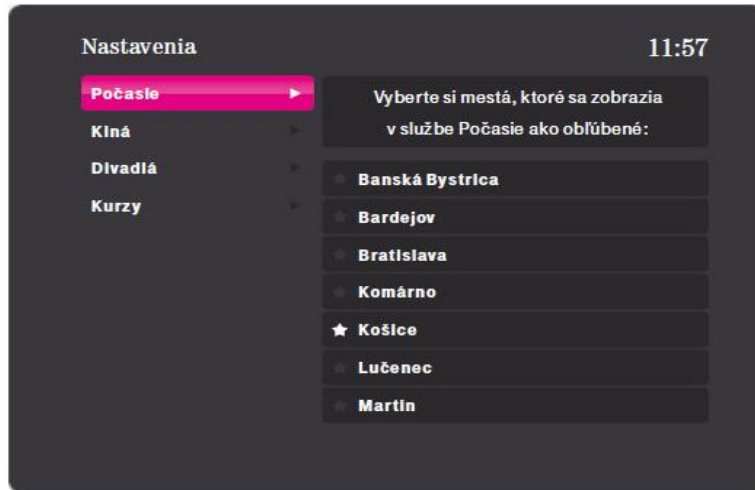 Nastavenia
11:57
Počasie
Kiná
Divadlá
Kurzy
Vyberte si mestá, ktoré sa zobrazia
v službe Počasie ako obľúbené:
Banská Bystrica
Bardejov
Bratislava
Komárno
Košice
Lučenec
Martin